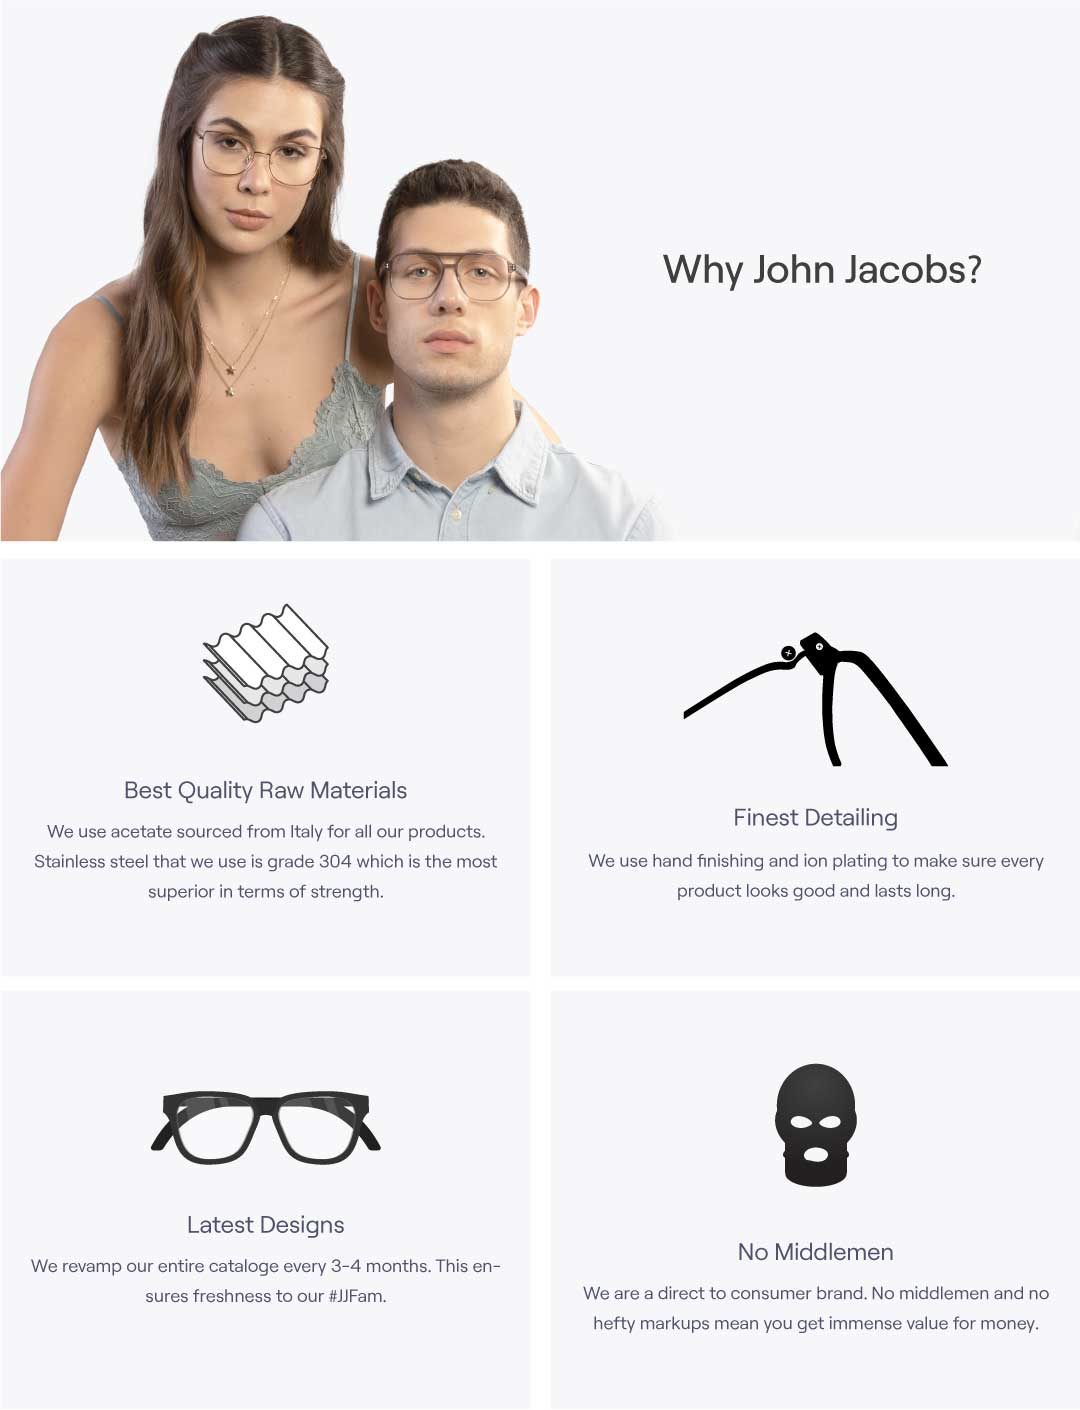 Why John Jacobs?
Best Quality Raw Materials
We use acetate sourced from Italy for all our products.
Stainless steel that we use is grade 304 which is the most
superior in terms of strength.
Finest Detailing
We use hand finishing and ion plating to make sure every
product looks good and lasts long.
Latest Designs
We revamp our entire cataloge every 3-4 months. This en-
sures freshness to our #JJFam.
No Middlemen
We are a direct to consumer brand. No middlemen and no
hefty markups mean you get immense value for money.